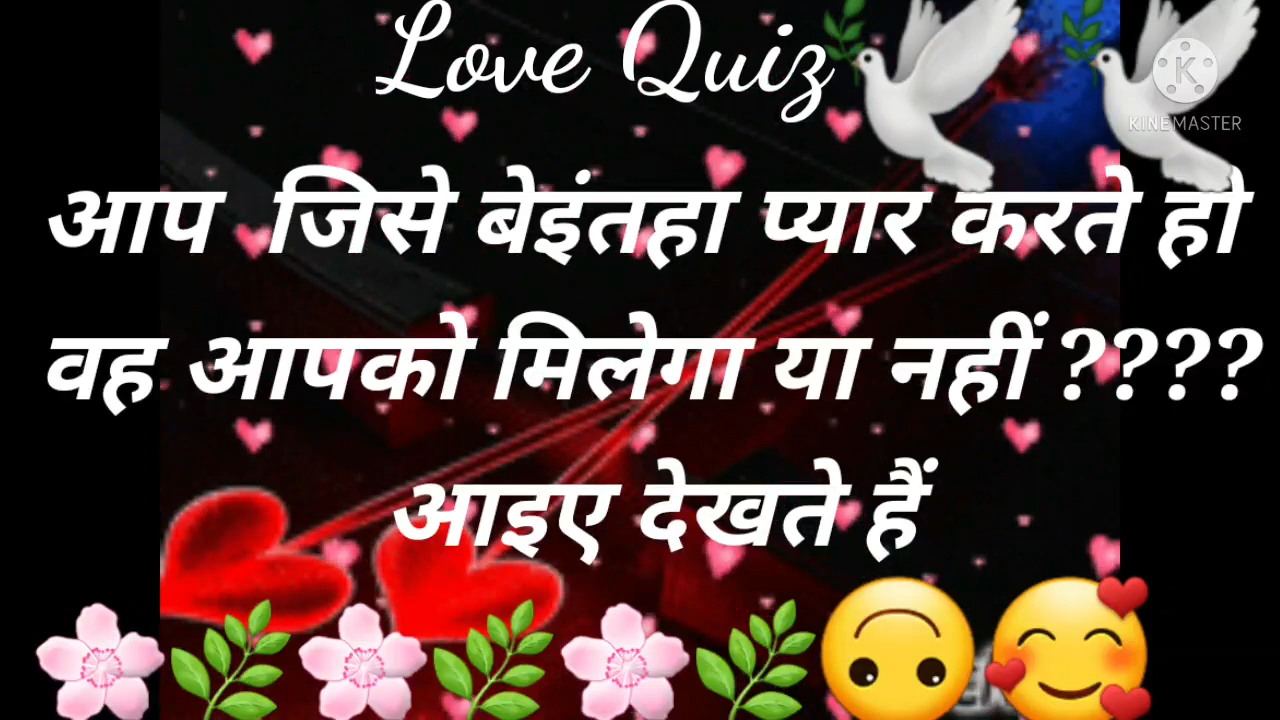 Love Quiz
KINEMASTER
आप जिसे बेइंतहा प्यार करते हो
वह आपको मिलेगा या नहीं ????
आइए देखते हैं